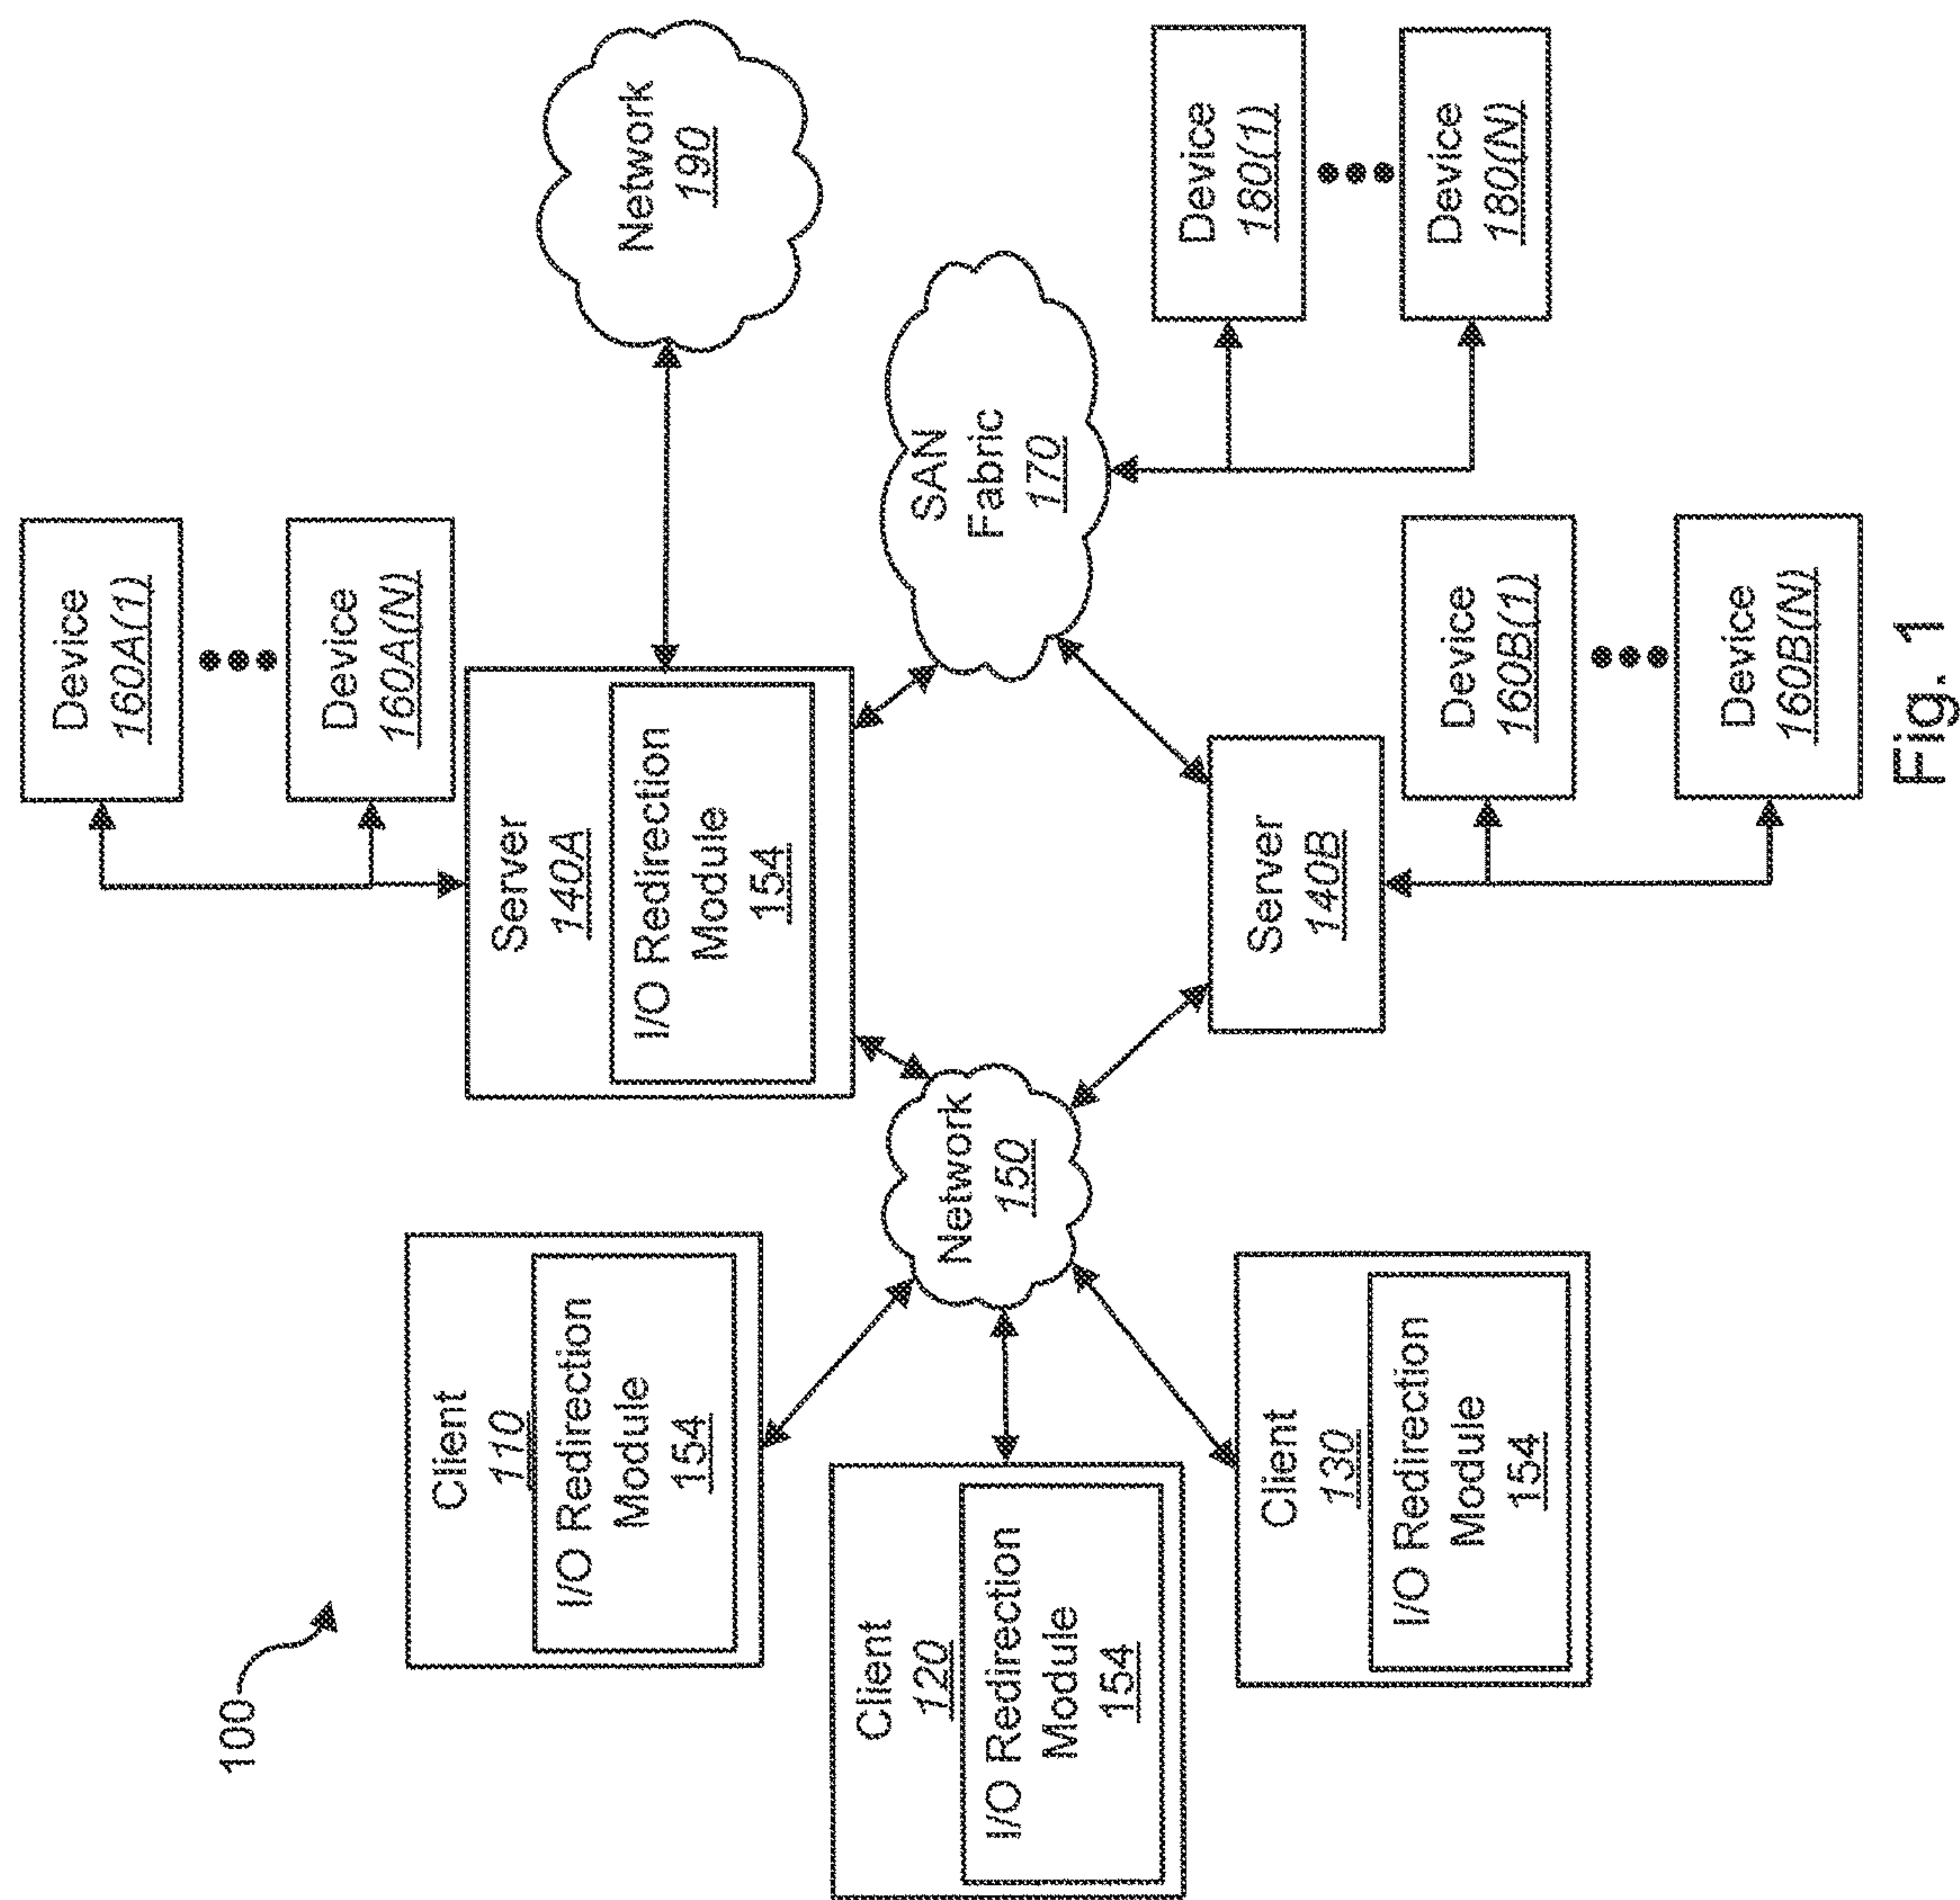 100
Client
110
I/O Redirection
Module
154
Client
120
I/O Redirection
Module
154
Client
130
I/O Redirection
Module
154
Network
150
Server
140A
I/O Redirection
Module
154
Server
140B
Device
160A(1)
Device
160A(N)
Device
160B(1)
Device
160B(N)
SAN
Fabric
170
Network
190
Device
180(1)
Device
180(N)
Fig. 1